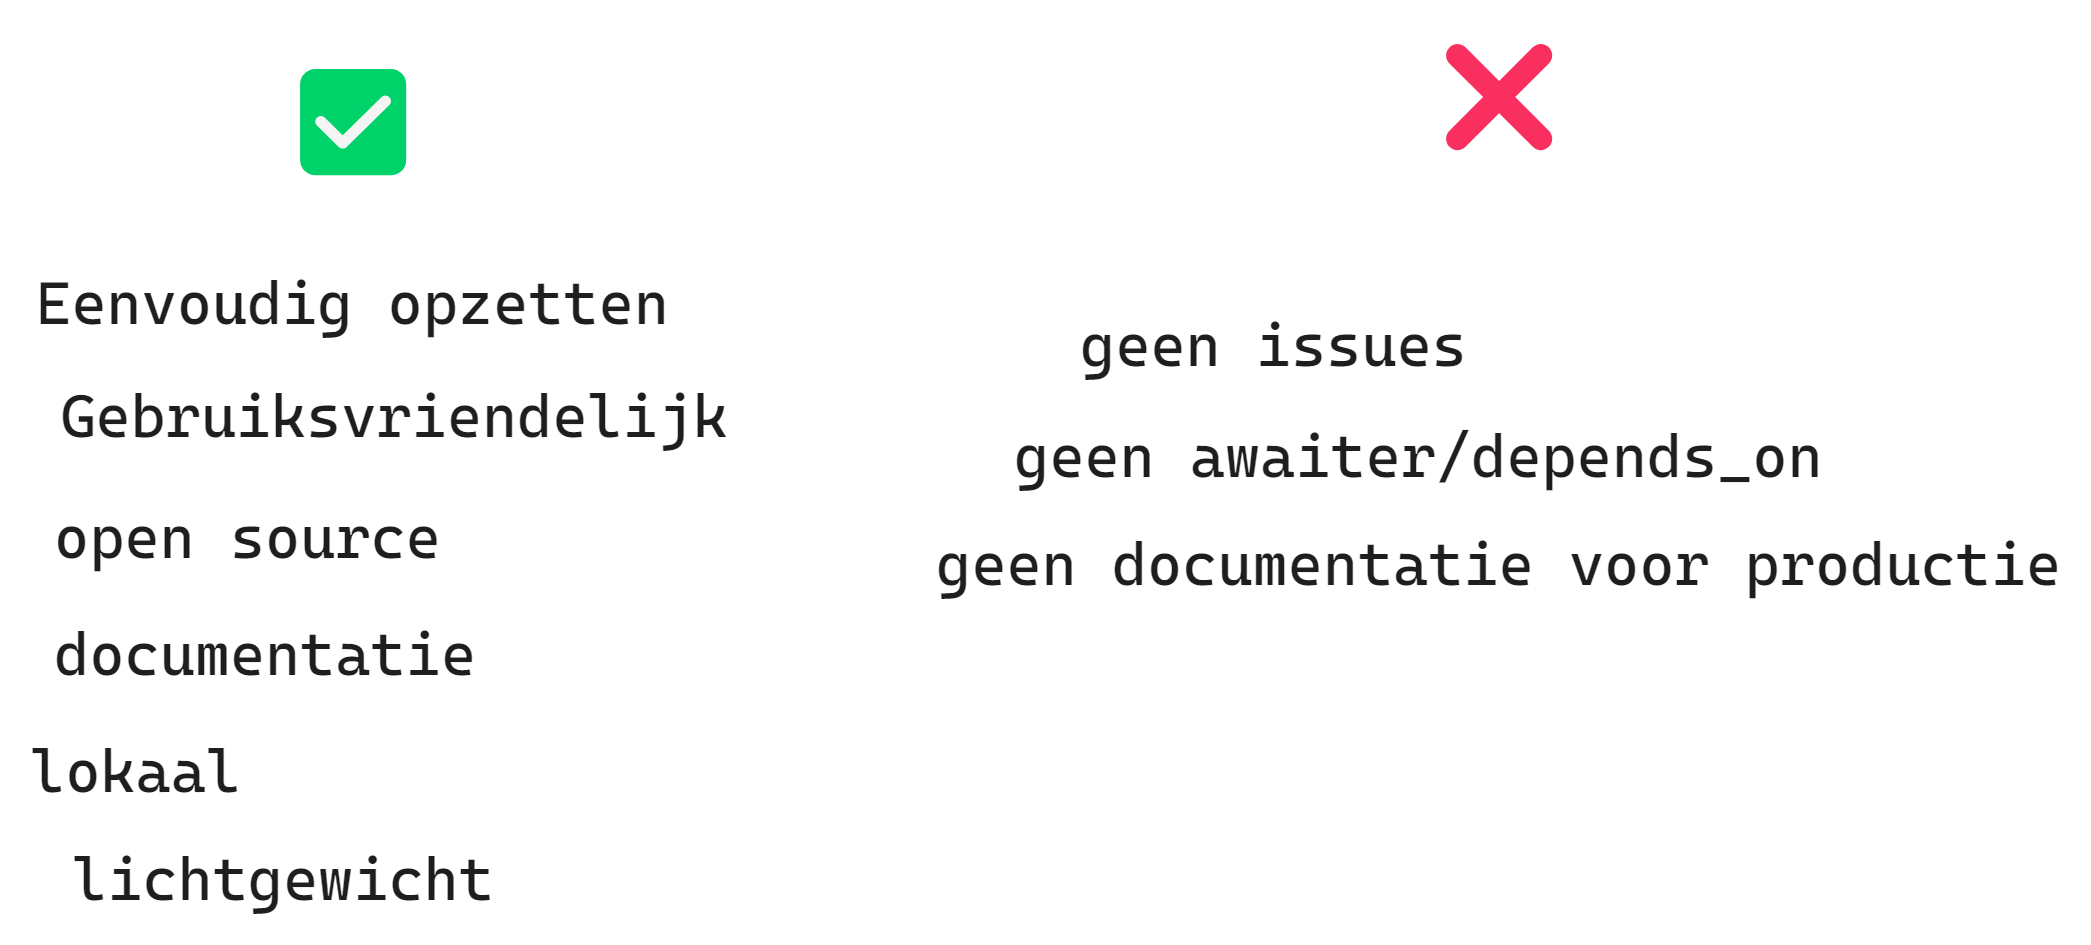 Eenvoudig opzetten
Gebruiksvriendelijk
open source
documentatie
lokaal
lichtgewicht
geen issues
geen awaiter/depends_on
geen documentatie voor productie